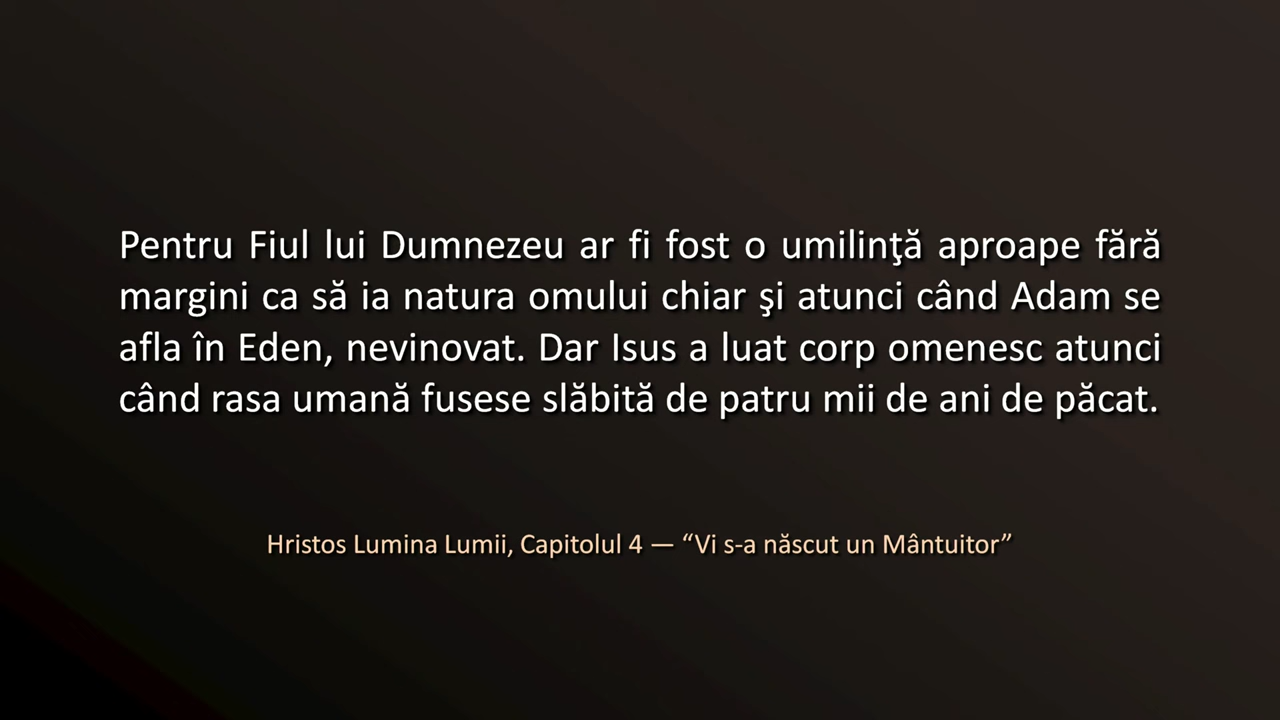 Pentru Fiul lui Dumnezeu ar fi fost o umilinţă aproape fără
margini ca să ia natura omului chiar şi atunci când Adam se
afla în Eden, nevinovat. Dar Isus a luat corp omenesc atunci
când rasa umană fusese slăbită de patru mii de ani de păcat.
Hristos Lumina Lumii, Capitolul 4 — “Vi s-a născut un Mântuitor”